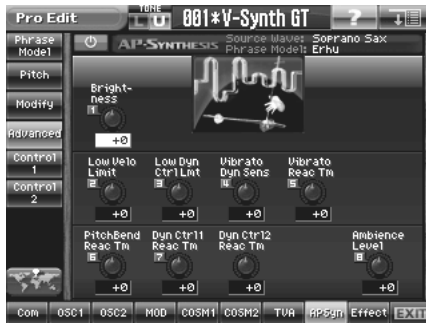 Pro Edit TONE U 001*V-Synth GT ?
Phrase Model
Pitch
Modify
Advanced
Control 1
Control 2
AP-SYNTHESIS Source Wave: Soprano Sax
Phrase Model: Erhu
Bright-
ness
1
+0
Low Velo Low Dyn Vibrato Vibrato
Limit Ctrl Lmt Dyn Sens Reac Tm
2 3 4 5
+0 +0 +0 +0
PitchBend Dyn Ctrl1 Dyn Ctrl2 Ambience
Reac Tm Reac Tm Reac Tm Level
6 7 8
+0 +0 +0 +0
Com OSC1 OSC2 MOD COSM1 COSM2 TVA APSyn Effect EXIT